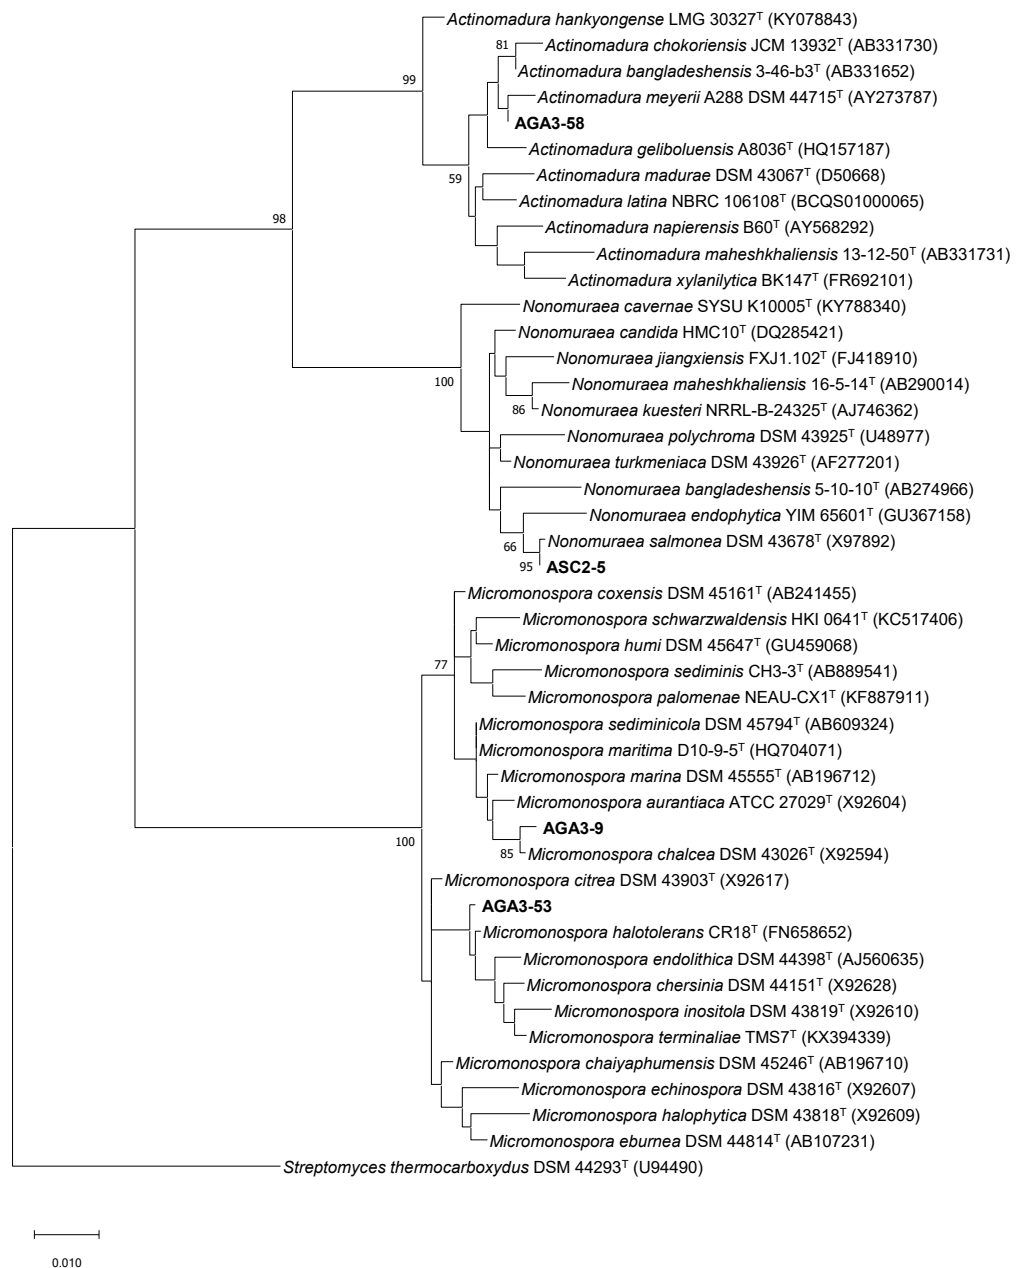 Actinomadura hankyongense LMG 30327ᵀ (KY078843)
81
Actinomadura chokoriensis JCM 13932ᵀ (AB331730)
Actinomadura bangladeshensis 3-46-b3ᵀ (AB331652)
99
Actinomadura meyerii A288 DSM 44715ᵀ (AY273787)
AGA3-58
Actinomadura geliboluensis A8036ᵀ (HQ157187)
59
Actinomadura madurae DSM 43067ᵀ (D50668)
Actinomadura latina NBRC 106108ᵀ (BCQS01000065)
98
Actinomadura napierensis B60ᵀ (AY568292)
Actinomadura maheshkhaliensis 13-12-50ᵀ (AB331731)
Actinomadura xylanilytica BK147ᵀ (FR692101)
Nonomuraea cavernae SYSU K10005ᵀ (KY788340)
Nonomuraea candida HMC10ᵀ (DQ285421)
Nonomuraea jiangxiensis FXJ1.102ᵀ (FJ418910)
100
Nonomuraea maheshkhaliensis 16-5-14ᵀ (AB290014)
86
Nonomuraea kuesteri NRRL-B-24325ᵀ (AJ746362)
Nonomuraea polychroma DSM 43925ᵀ (U48977)
Nonomuraea turkmeniaca DSM 43926ᵀ (AF277201)
Nonomuraea bangladeshensis 5-10-10ᵀ (AB274966)
Nonomuraea endophytica YIM 65601ᵀ (GU367158)
66
Nonomuraea salmonea DSM 43678ᵀ (X97892)
95
ASC2-5
Micromonospora coxensis DSM 45161ᵀ (AB241455)
Micromonospora schwarzwaldensis HKI 0641ᵀ (KC517406)
Micromonospora humi DSM 45647ᵀ (GU459068)
77
Micromonospora sediminis CH3-3ᵀ (AB889541)
Micromonospora palomenae NEAU-CX1ᵀ (KF887911)
Micromonospora sediminicola DSM 45794ᵀ (AB609324)
Micromonospora maritima D10-9-5ᵀ (HQ704071)
Micromonospora marina DSM 45555ᵀ (AB196712)
Micromonospora aurantiaca ATCC 27029ᵀ (X92604)
AGA3-9
100
85
Micromonospora chalcea DSM 43026ᵀ (X92594)
Micromonospora citrea DSM 43903ᵀ (X92617)
AGA3-53
Micromonospora halotolerans CR18ᵀ (FN658652)
Micromonospora endolithica DSM 44398ᵀ (AJ560635)
Micromonospora chersinia DSM 44151ᵀ (X92628)
Micromonospora inositola DSM 43819ᵀ (X92610)
Micromonospora terminaliae TMS7ᵀ (KX394339)
Micromonospora chaiyaphumensis DSM 45246ᵀ (AB196710)
Micromonospora echinospora DSM 43816ᵀ (X92607)
Micromonospora halophytica DSM 43818ᵀ (X92609)
Micromonospora eburnea DSM 44814ᵀ (AB107231)
Streptomyces thermocarboxydus DSM 44293ᵀ (U94490)
0.010